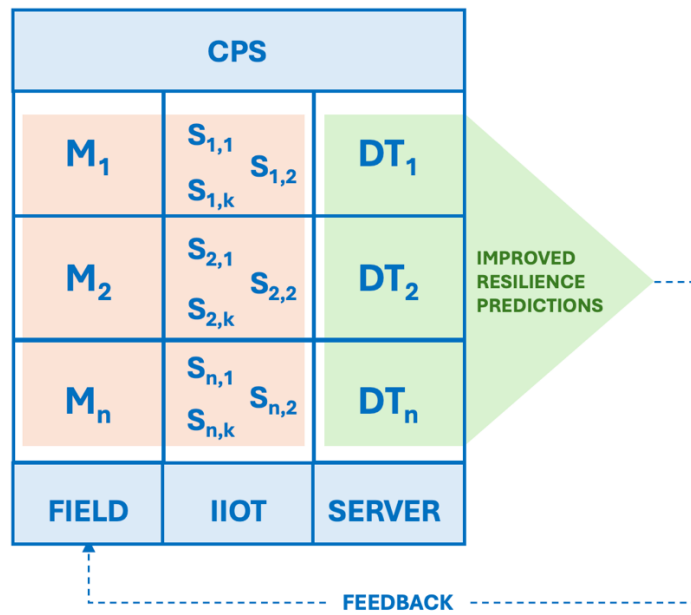 CPS
M₁ S₁,₁ S₁,₂ S₁,ₖ DT₁
M₂ S₂,₁ S₂,₂ S₂,ₖ DT₂
Mₙ Sₙ,₁ Sₙ,₂ Sₙ,ₖ DTₙ
IMPROVED
RESILIENCE
PREDICTIONS
FIELD IIOT SERVER
FEEDBACK